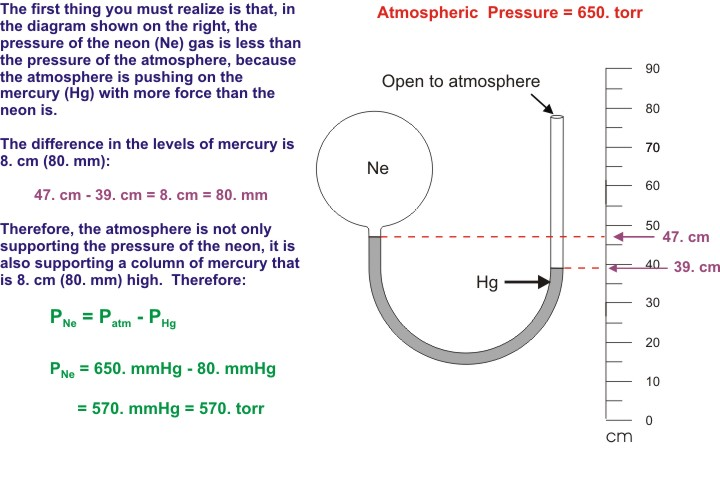 The first thing you must realize is that, in
the diagram shown on the right, the
pressure of the neon (Ne) gas is less than
the pressure of the atmosphere, because
the atmosphere is pushing on the
mercury (Hg) with more force than the
neon is.
The difference in the levels of mercury is
8. cm (80. mm):
47. cm - 39. cm = 8. cm = 80. mm
Therefore, the atmosphere is not only
supporting the pressure of the neon, it is
also supporting a column of mercury that
is 8. cm (80. mm) high.  Therefore:
PNe = Patm - PHg
PNe = 650. mmHg - 80. mmHg
= 570. mmHg = 570. torr
Atmospheric Pressure = 650. torr
Open to atmosphere
Ne
Hg
90
80
70
60
50
47. cm
40
39. cm
30
20
10
0
cm